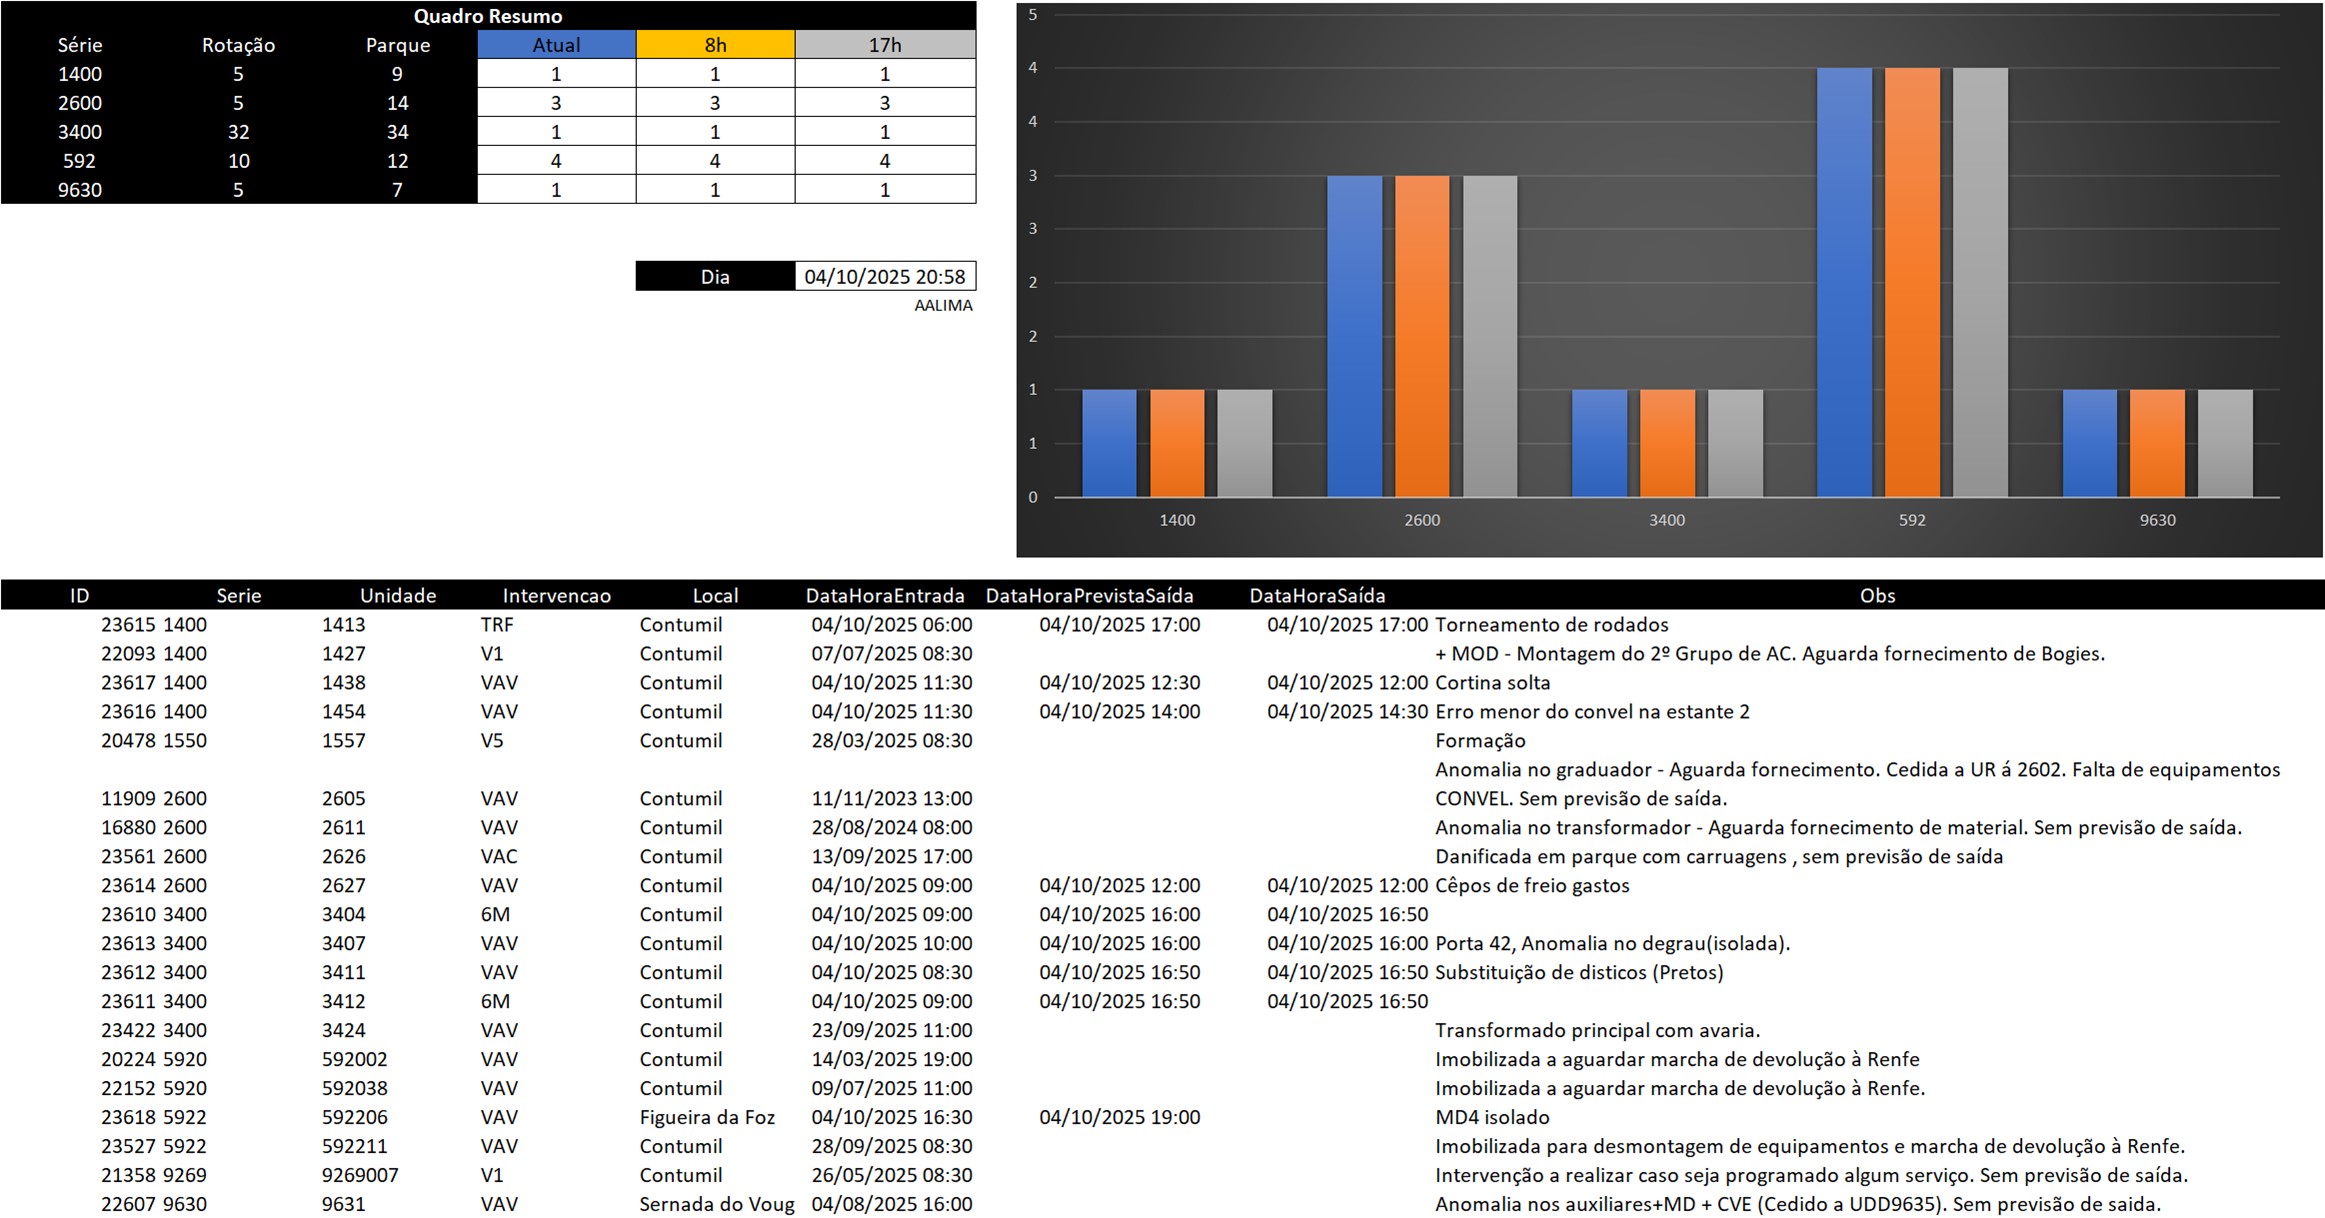 Quadro Resumo
Série Rotação Parque Atual 8h 17h
1400 5 9 1 1 1
2600 5 14 3 3 3
3400 32 34 1 1 1
592 10 12 4 4 4
9630 5 7 1 1 1
Dia 04/10/2025 20:58
AALIMA
5
4
4
3
3
2
2
1
1
0
1400 2600 3400 592 9630
ID Serie Unidade Intervencao Local DataHoraEntrada DataHoraPrevistaSaída DataHoraSaída Obs
23615 1400 1413 TRF Contumil 04/10/2025 06:00 04/10/2025 17:00 04/10/2025 17:00 Torneamento de rodados
22093 1400 1427 V1 Contumil 07/07/2025 08:30 + MOD - Montagem do 2º Grupo de AC. Aguarda fornecimento de Bogies.
23617 1400 1438 VAV Contumil 04/10/2025 11:30 04/10/2025 12:30 04/10/2025 12:00 Cortina solta
23616 1400 1454 VAV Contumil 04/10/2025 11:30 04/10/2025 14:00 04/10/2025 14:30 Erro menor do convel na estante 2
20478 1550 1557 V5 Contumil 28/03/2025 08:30 Formação
Anomalia no graduador - Aguarda fornecimento. Cedida a UR á 2602. Falta de equipamentos
11909 2600 2605 VAV Contumil 11/11/2023 13:00 CONVEL. Sem previsão de saída.
16880 2600 2611 VAV Contumil 28/08/2024 08:00 Anomalia no transformador - Aguarda fornecimento de material. Sem previsão de saída.
23561 2600 2626 VAC Contumil 13/09/2025 17:00 Danificada em parque com carruagens , sem previsão de saída
23614 2600 2627 VAV Contumil 04/10/2025 09:00 04/10/2025 12:00 04/10/2025 12:00 Cêpos de freio gastos
23610 3400 3404 6M Contumil 04/10/2025 09:00 04/10/2025 16:00 04/10/2025 16:50
23613 3400 3407 VAV Contumil 04/10/2025 10:00 04/10/2025 16:00 04/10/2025 16:00 Porta 42, Anomalia no degrau(isolada).
23612 3400 3411 VAV Contumil 04/10/2025 08:30 04/10/2025 16:50 04/10/2025 16:50 Substituição de disticos (Pretos)
23611 3400 3412 6M Contumil 04/10/2025 09:00 04/10/2025 16:50 04/10/2025 16:50
23422 3400 3424 VAV Contumil 23/09/2025 11:00 Transformado principal com avaria.
20224 5920 592002 VAV Contumil 14/03/2025 19:00 Imobilizada a aguardar marcha de devolução à Renfe
22152 5920 592038 VAV Contumil 09/07/2025 11:00 Imobilizada a aguardar marcha de devolução à Renfe.
23618 5922 592206 VAV Figueira da Foz 04/10/2025 16:30 04/10/2025 19:00 MD4 isolado
23527 5922 592211 VAV Contumil 28/09/2025 08:30 Imobilizada para desmontagem de equipamentos e marcha de devolução à Renfe.
21358 9269 9269007 V1 Contumil 26/05/2025 08:30 Intervenção a realizar caso seja programado algum serviço. Sem previsão de saída.
22607 9630 9631 VAV Sernada do Voug 04/08/2025 16:00 Anomalia nos auxiliares+MD + CVE (Cedido a UDD9635). Sem previsão de saida.